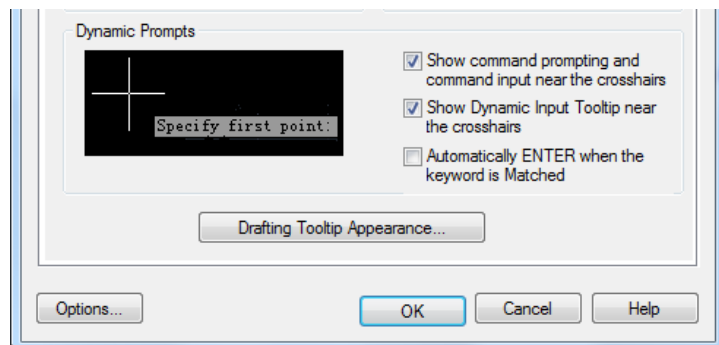 Dynamic Prompts
Specify first point:
Show command prompting and
command input near the crosshairs
Show Dynamic Input Tooltip near
the crosshairs
Automatically ENTER when the
keyword is Matched
Drafting Tooltip Appearance...
Options...
OK
Cancel
Help